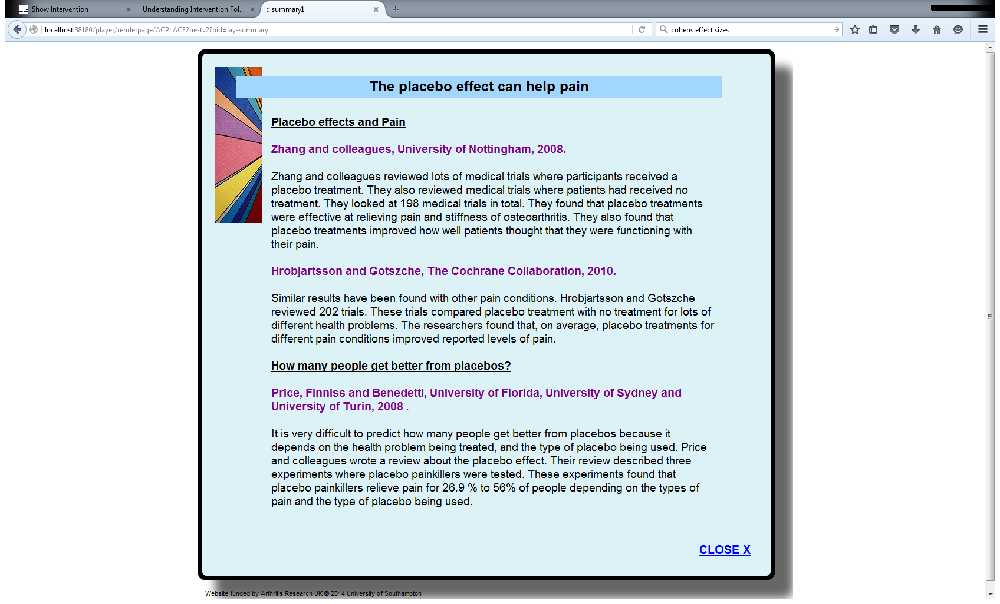 LG Show Intervention
Understanding Intervention Fol...
:: summary1
localhost:38180/player/renderpage/ACPLACE2nextv2?pid=lay-summary
cohens effect sizes
The placebo effect can help pain
Placebo effects and Pain
Zhang and colleagues, University of Nottingham, 2008.
Zhang and colleagues reviewed lots of medical trials where participants received a
placebo treatment. They also reviewed medical trials where patients had received no
treatment. They looked at 198 medical trials in total. They found that placebo treatments
were effective at relieving pain and stiffness of osteoarthritis. They also found that
placebo treatments improved how well patients thought that they were functioning with
their pain.
Hrobjartsson and Gotszche, The Cochrane Collaboration, 2010.
Similar results have been found with other pain conditions. Hrobjartsson and Gotszche
reviewed 202 trials. These trials compared placebo treatment with no treatment for lots of
different health problems. The researchers found that, on average, placebo treatments for
different pain conditions improved reported levels of pain.
How many people get better from placebos?
Price, Finniss and Benedetti, University of Florida, University of Sydney and
University of Turin, 2008 .
It is very difficult to predict how many people get better from placebos because it
depends on the health problem being treated, and the type of placebo being used. Price
and colleagues wrote a review about the placebo effect. Their review described three
experiments where placebo painkillers were tested. These experiments found that
placebo painkillers relieve pain for 26.9 % to 56% of people depending on the types of
pain and the type of placebo being used.
CLOSE X
Website funded by Arthritis Research UK © 2014 University of Southampton